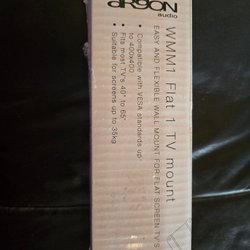 argon
audio
WMM1 Flat 1 TV mount
EASY AND FLEXIBLE WALL MOUNT FOR FLAT SCREEN TV'S
• Compatible with VESA standards up
to 400x400
• Fits most TV's 40" to 65"
• Suitable for screens up to 35kg